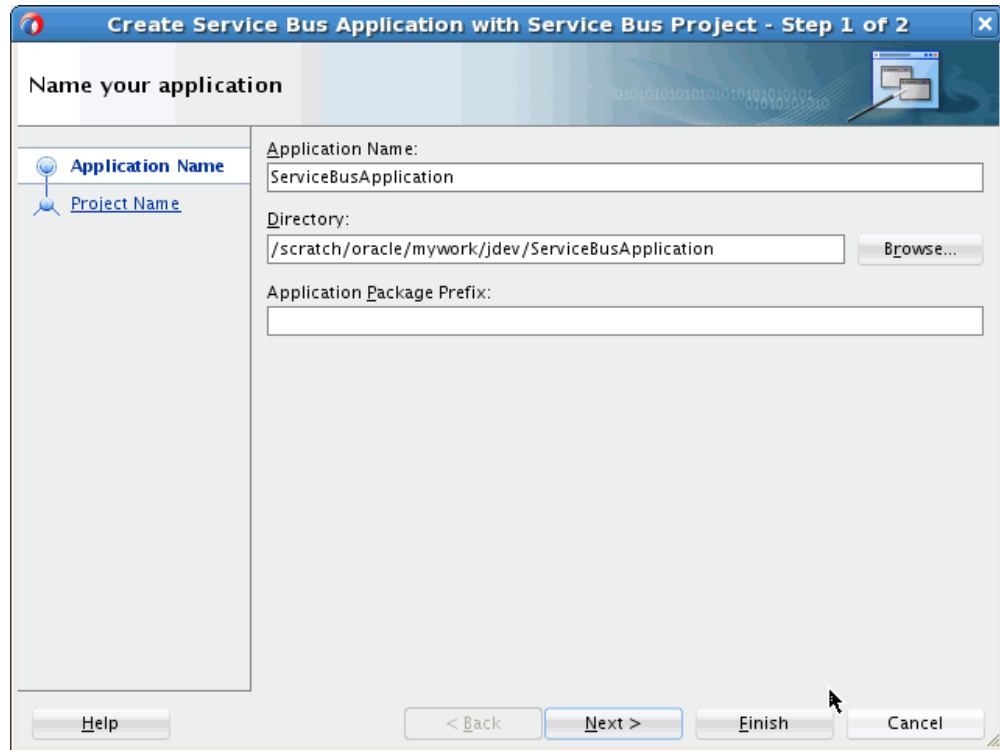 Create Service Bus Application with Service Bus Project - Step 1 of 2
Name your application
Application Name
Project Name
Application Name:
ServiceBusApplication
Directory:
/scratch/oracle/mywork/jdev/ServiceBusApplication
Browse...
Application Package Prefix:
Help
< Back
Next >
Finish
Cancel